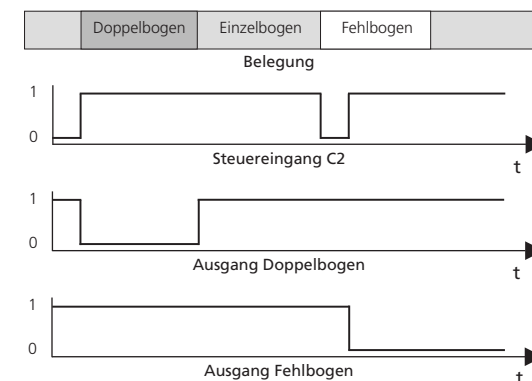 Doppelbogen Einzelbogen Fehlbogen
Belegung
1
0
Steuereingang C2
t
1
0
Ausgang Doppelbogen
t
1
0
Ausgang Fehlbogen
t